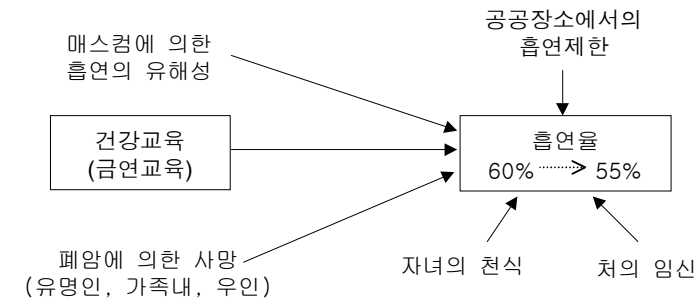 공공장소에서의
흡연제한
매스컴에 의한
흡연의 유해성
건강교육
(금연교육)
흡연율
60% 55%
폐암에 의한 사망
(유명인, 가족내, 우인)
자녀의 천식
처의 임신